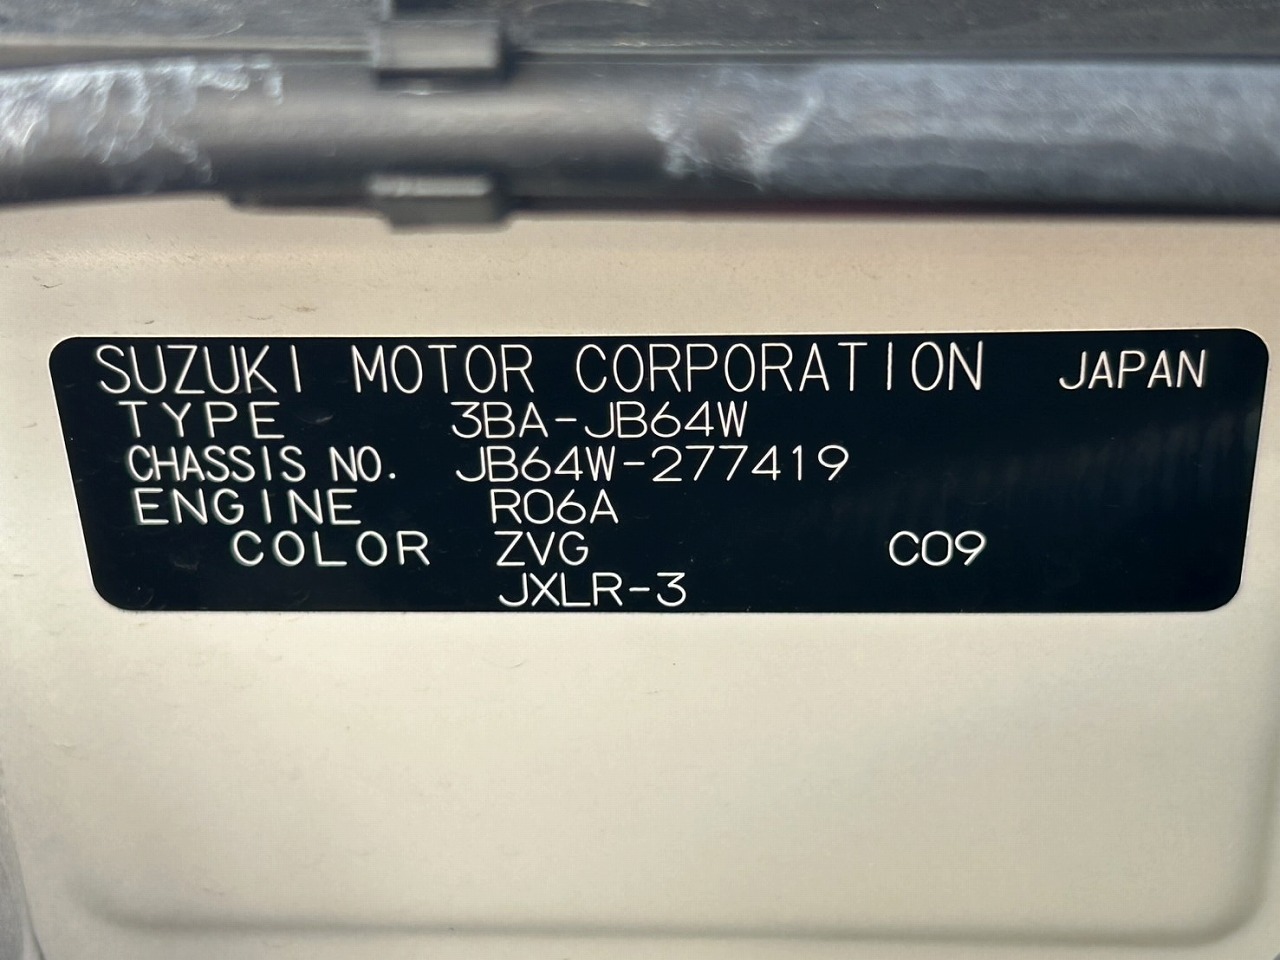 SUZUKI MOTOR CORPORATION JAPAN
TYPE 3BA-JB64W
CHASSIS NO. JB64W-277419
ENGINE R06A
COLOR ZVG C09
JXLR-3